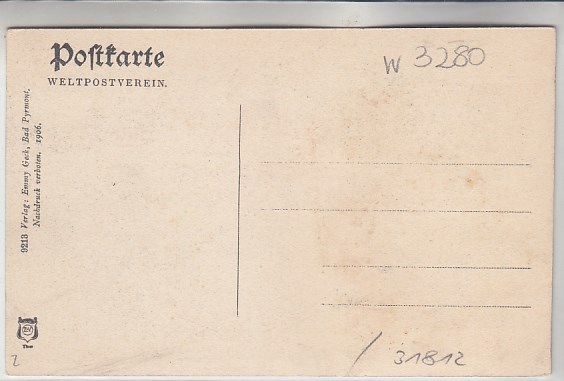 Postkarte
WELTPOSTVEREIN.
W 3280
9213 Verlag: Emmy Geck, Bad Pyrmont.
Nachdruck verboten. 1906.
31812